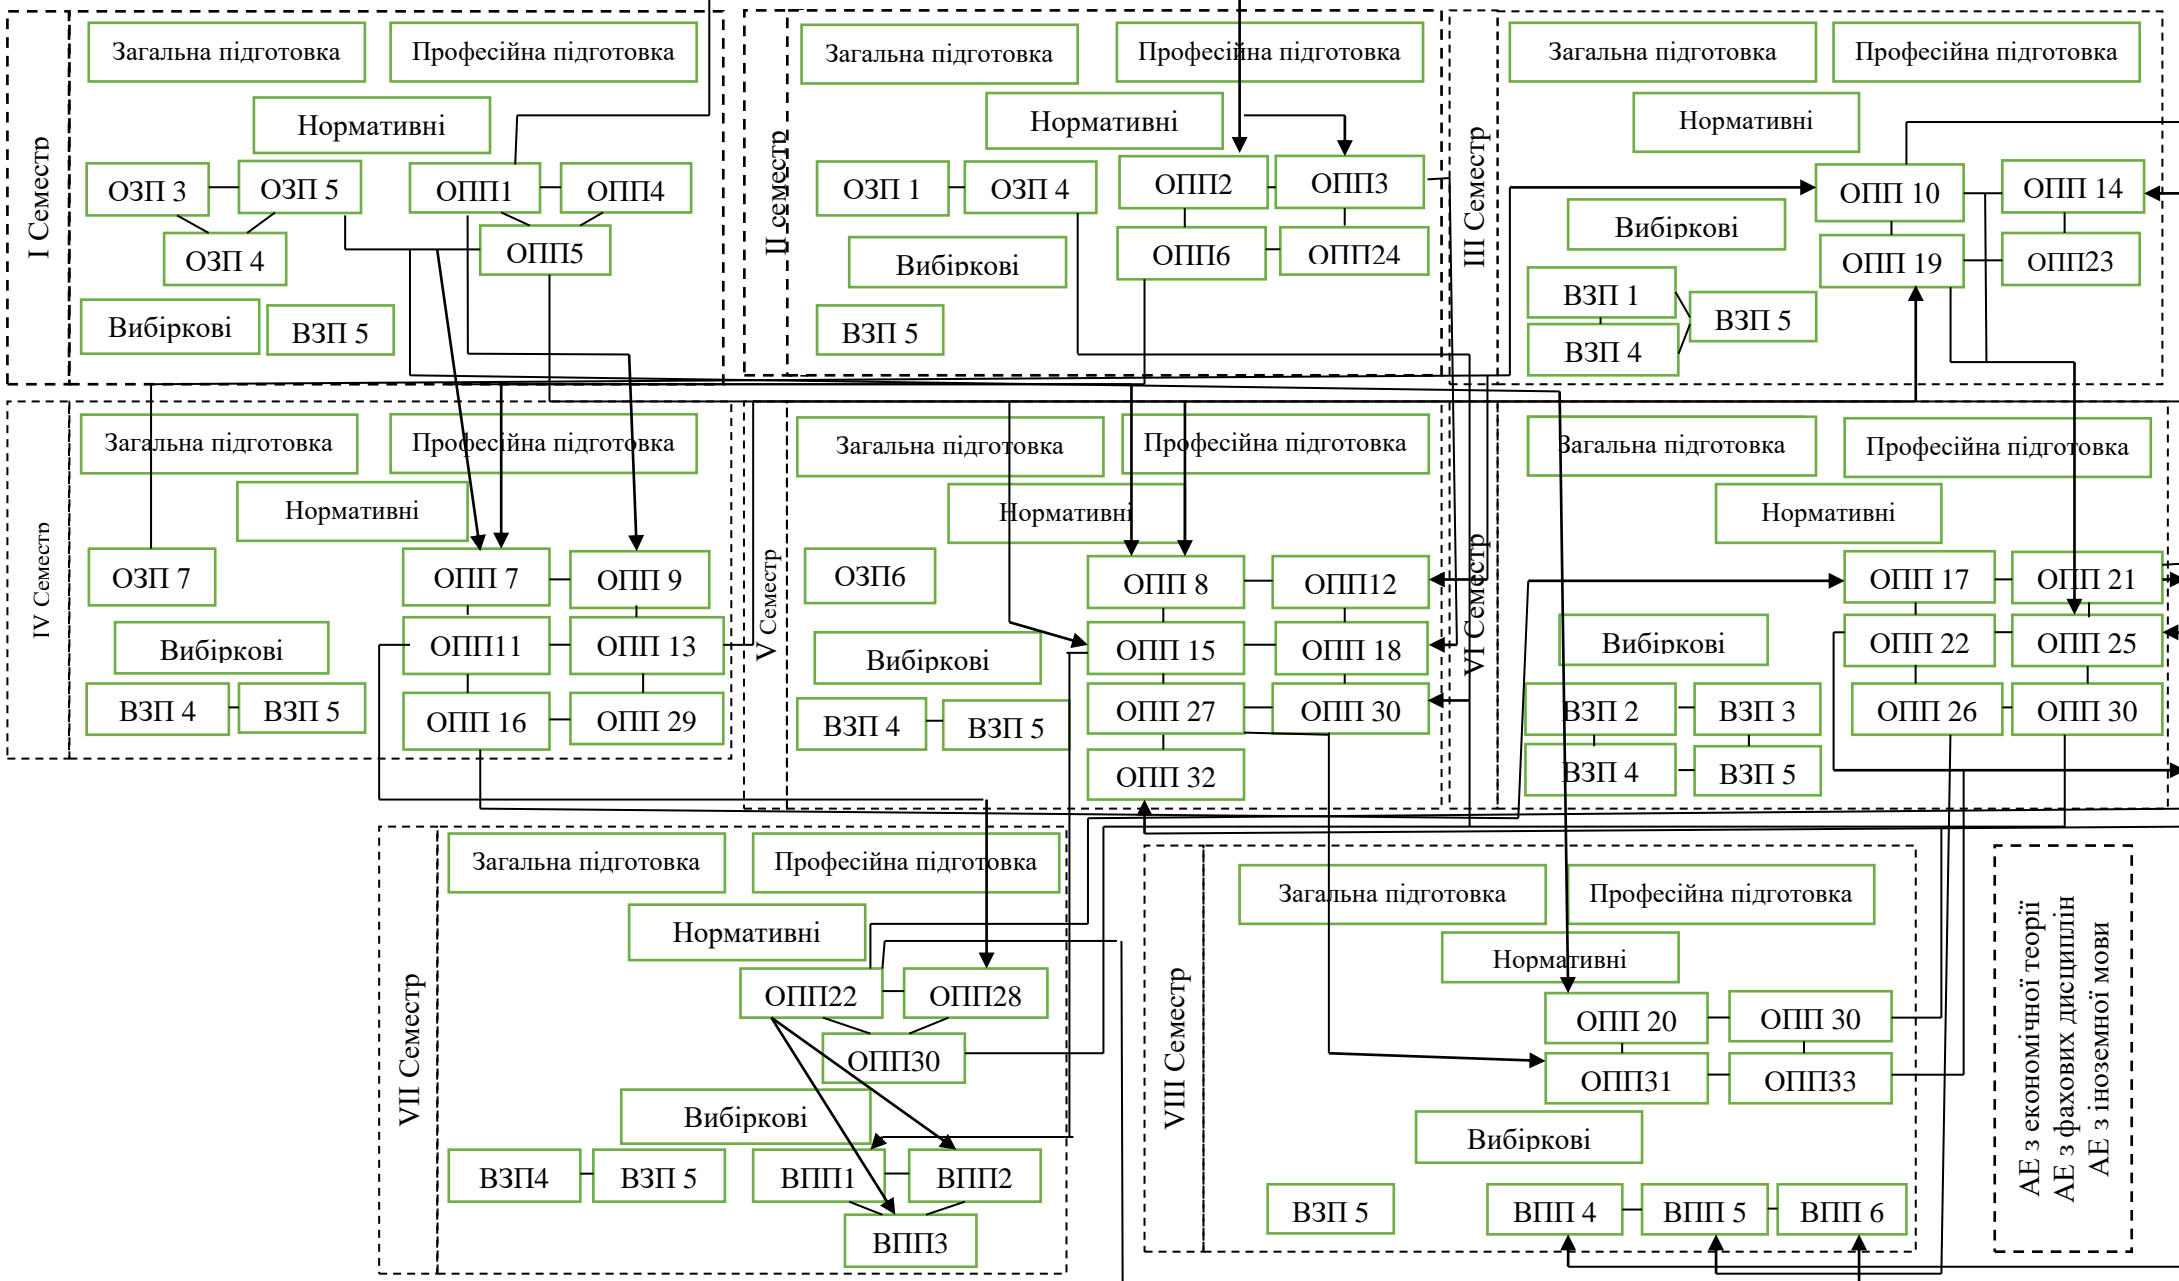 I Семестр
Загальна підготовка
Професійна підготовка
Нормативні
ОЗП 3
ОЗП 5
ОПП1
ОПП4
ОЗП 4
ОПП5
Вибіркові
ВЗП 5
II семестр
Загальна підготовка
Професійна підготовка
Нормативні
ОЗП 1
ОЗП 4
ОПП2
ОПП3
ОПП6
ОПП24
Вибіркові
ВЗП 5
III Семестр
Загальна підготовка
Професійна підготовка
Нормативні
ОПП 10
ОПП 14
Вибіркові
ОПП 19
ОПП23
ВЗП 1
ВЗП 5
ВЗП 4
IV Семестр
Загальна підготовка
Професійна підготовка
Нормативні
ОЗП 7
ОПП 7
ОПП 9
Вибіркові
ОПП11
ОПП 13
ВЗП 4
ВЗП 5
ОПП 16
ОПП 29
V Семестр
Загальна підготовка
Професійна підготовка
Нормативні
ОЗП6
ОПП 8
ОПП12
Вибіркові
ОПП 15
ОПП 18
ВЗП 4
ВЗП 5
ОПП 27
ОПП 30
ОПП 32
VI Семестр
Загальна підготовка
Професійна підготовка
Нормативні
ОПП 17
ОПП 21
Вибіркові
ОПП 22
ОПП 25
ВЗП 2
ВЗП 3
ОПП 26
ОПП 30
ВЗП 4
ВЗП 5
VII Семестр
Загальна підготовка
Професійна підготовка
Нормативні
ОПП22
ОПП28
ОПП30
Вибіркові
ВЗП4
ВЗП 5
ВПП1
ВПП2
ВПП3
VIII Семестр
Загальна підготовка
Професійна підготовка
Нормативні
ОПП 20
ОПП 30
ОПП31
ОПП33
Вибіркові
ВЗП 5
ВПП 4
ВПП 5
ВПП 6
АЕ з економічної теорії
АЕ з фахових дисциплін
АЕ з іноземної мови